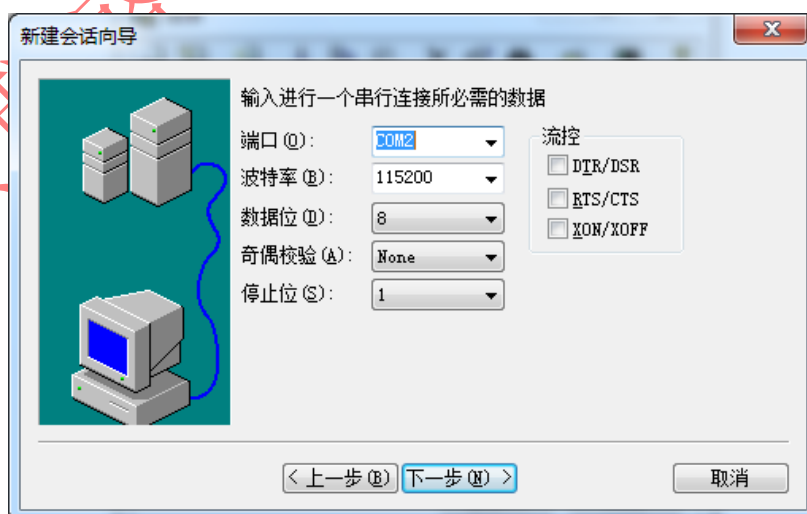 新建会话向导
输入进行一个串行连接所必需的数据
端口(O): COM2
波特率(B): 115200
数据位(D): 8
奇偶校验(A): None
停止位(S): 1
流控
DTR/DSR
RTS/CTS
XON/XOFF
<上一步(B) 下一步(N)> 取消